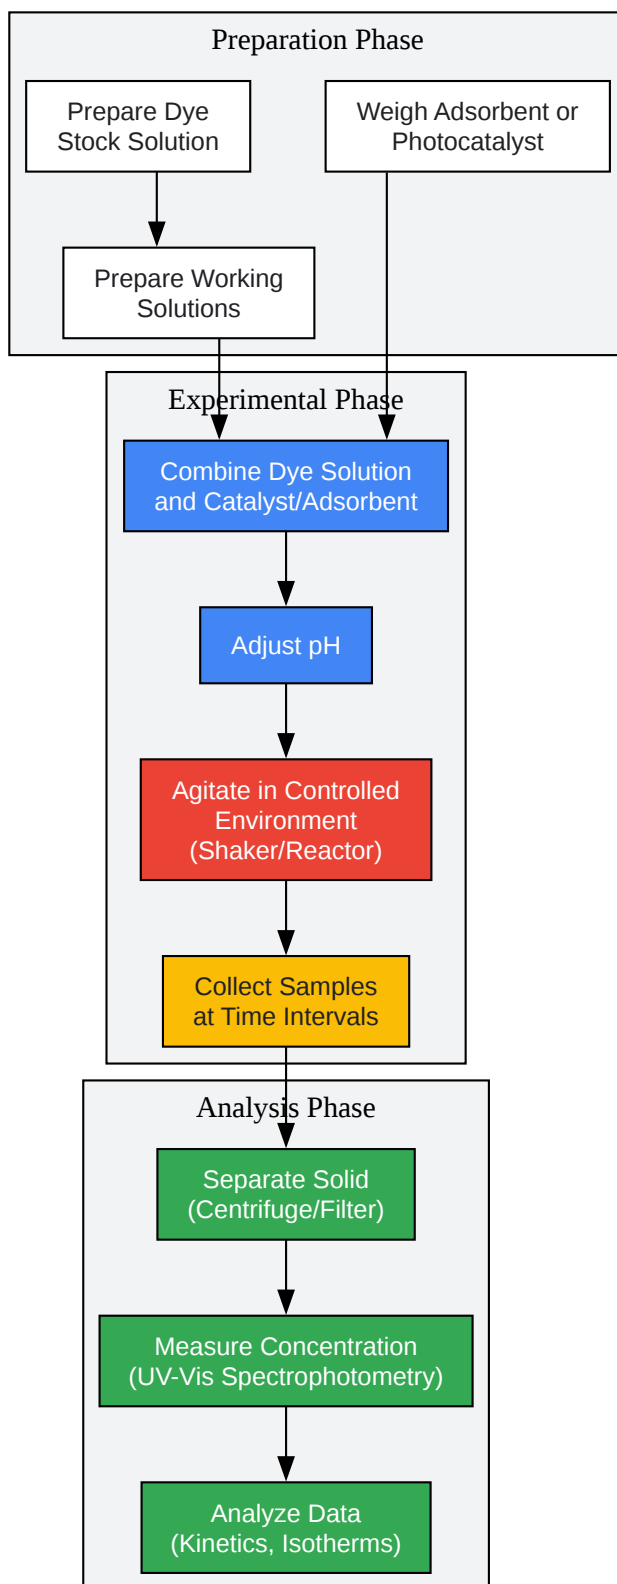 Preparation Phase
Prepare Dye
Stock Solution
Weigh Adsorbent or
Photocatalyst
Prepare Working
Solutions
Experimental Phase
Combine Dye Solution
and Catalyst/Adsorbent
Adjust pH
Agitate in Controlled
Environment
(Shaker/Reactor)
Collect Samples
at Time Intervals
Analysis Phase
Separate Solid
(Centrifuge/Filter)
Measure Concentration
(UV-Vis Spectrophotometry)
Analyze Data
(Kinetics, Isotherms)